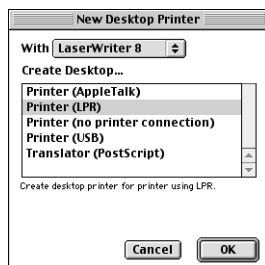 New Desktop Printer
With LaserWriter 8
Create Desktop...
Printer (AppleTalk)
Printer (LPR)
Printer (no printer connection)
Printer (USB)
Translator (PostScript)
Create desktop printer for printer using LPR.
Cancel OK